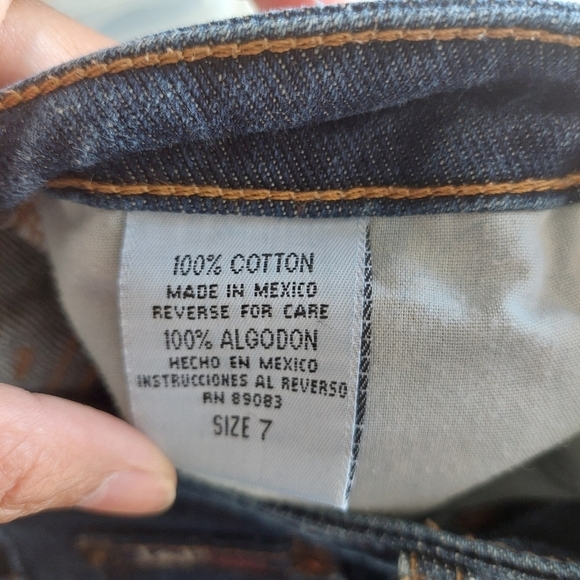 100% COTTON
MADE IN MEXICO
REVERSE FOR CARE
100% ALGODON
HECHO EN MEXICO
INSTRUCCIONES AL REVERSO
RN 89083
SIZE 7